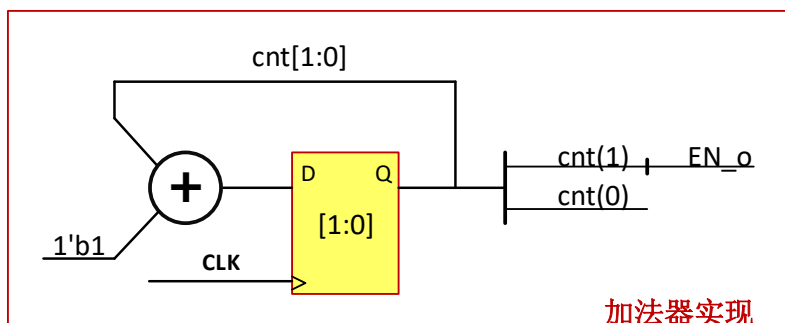 cnt[1:0]
cnt(1)
EN_o
D
Q
+
cnt(0)
[1:0]
1'b1
CLK
加法器实现